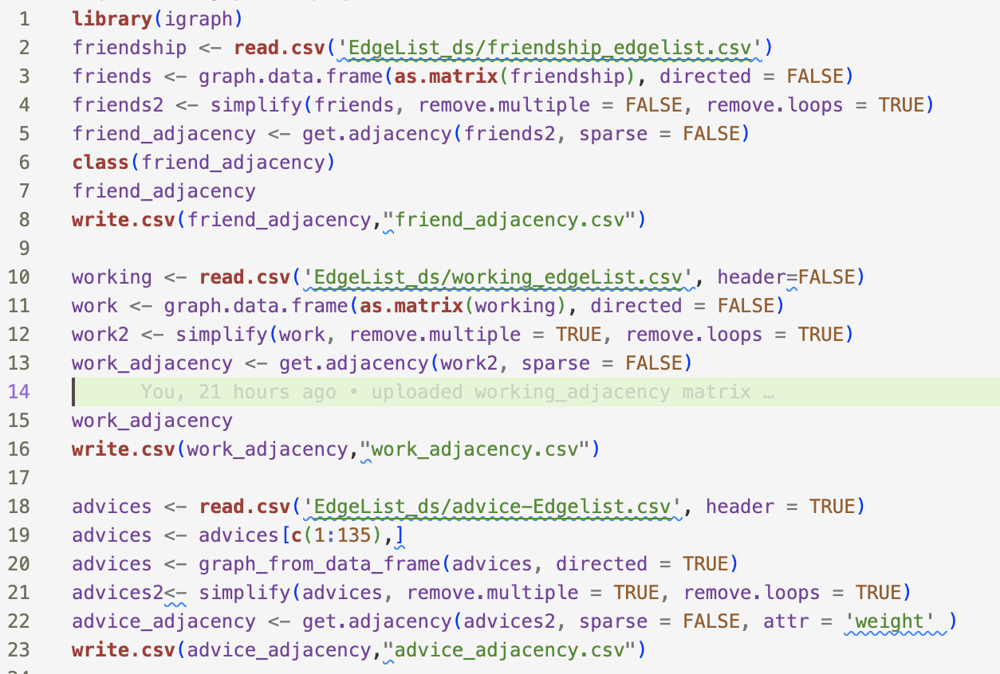 1 library(igraph)
2 friendship <- read.csv('EdgeList_ds/friendship_edgelist.csv')
3 friends <- graph.data.frame(as.matrix(friendship), directed = FALSE)
4 friends2 <- simplify(friends, remove.multiple = FALSE, remove.loops = TRUE)
5 friend_adjacency <- get.adjacency(friends2, sparse = FALSE)
6 class(friend_adjacency)
7 friend_adjacency
8 write.csv(friend_adjacency,"friend_adjacency.csv")
9
10 working <- read.csv('EdgeList_ds/working_edgeList.csv', header=FALSE)
11 work <- graph.data.frame(as.matrix(working), directed = FALSE)
12 work2 <- simplify(work, remove.multiple = TRUE, remove.loops = TRUE)
13 work_adjacency <- get.adjacency(work2, sparse = FALSE)
14 You, 21 hours ago • uploaded working_adjacency matrix …
15 work_adjacency
16 write.csv(work_adjacency,"work_adjacency.csv")
17
18 advices <- read.csv('EdgeList_ds/advice-Edgelist.csv', header = TRUE)
19 advices <- advices[c(1:135),]
20 advices <- graph_from_data_frame(advices, directed = TRUE)
21 advices2<- simplify(advices, remove.multiple = TRUE, remove.loops = TRUE)
22 advice_adjacency <- get.adjacency(advices2, sparse = FALSE, attr = 'weight' )
23 write.csv(advice_adjacency,"advice_adjacency.csv")